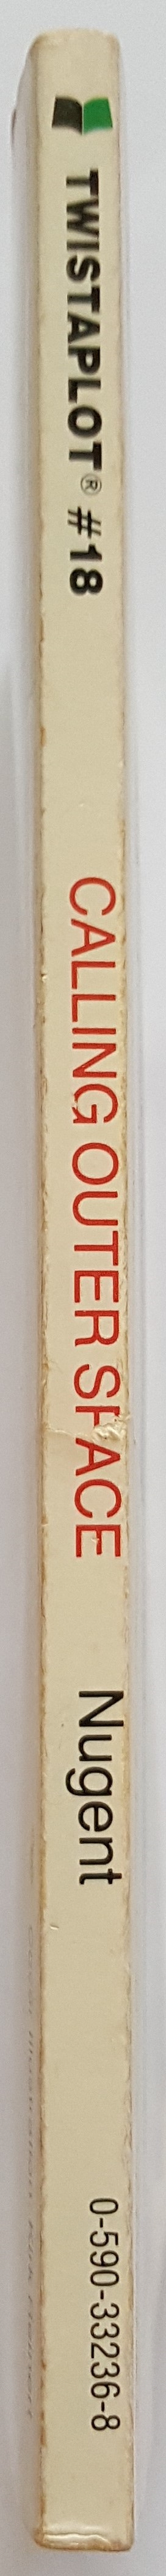 TWISTAPLOT® #18
CALLING OUTER SPACE
Nugent
0-590-33236-8